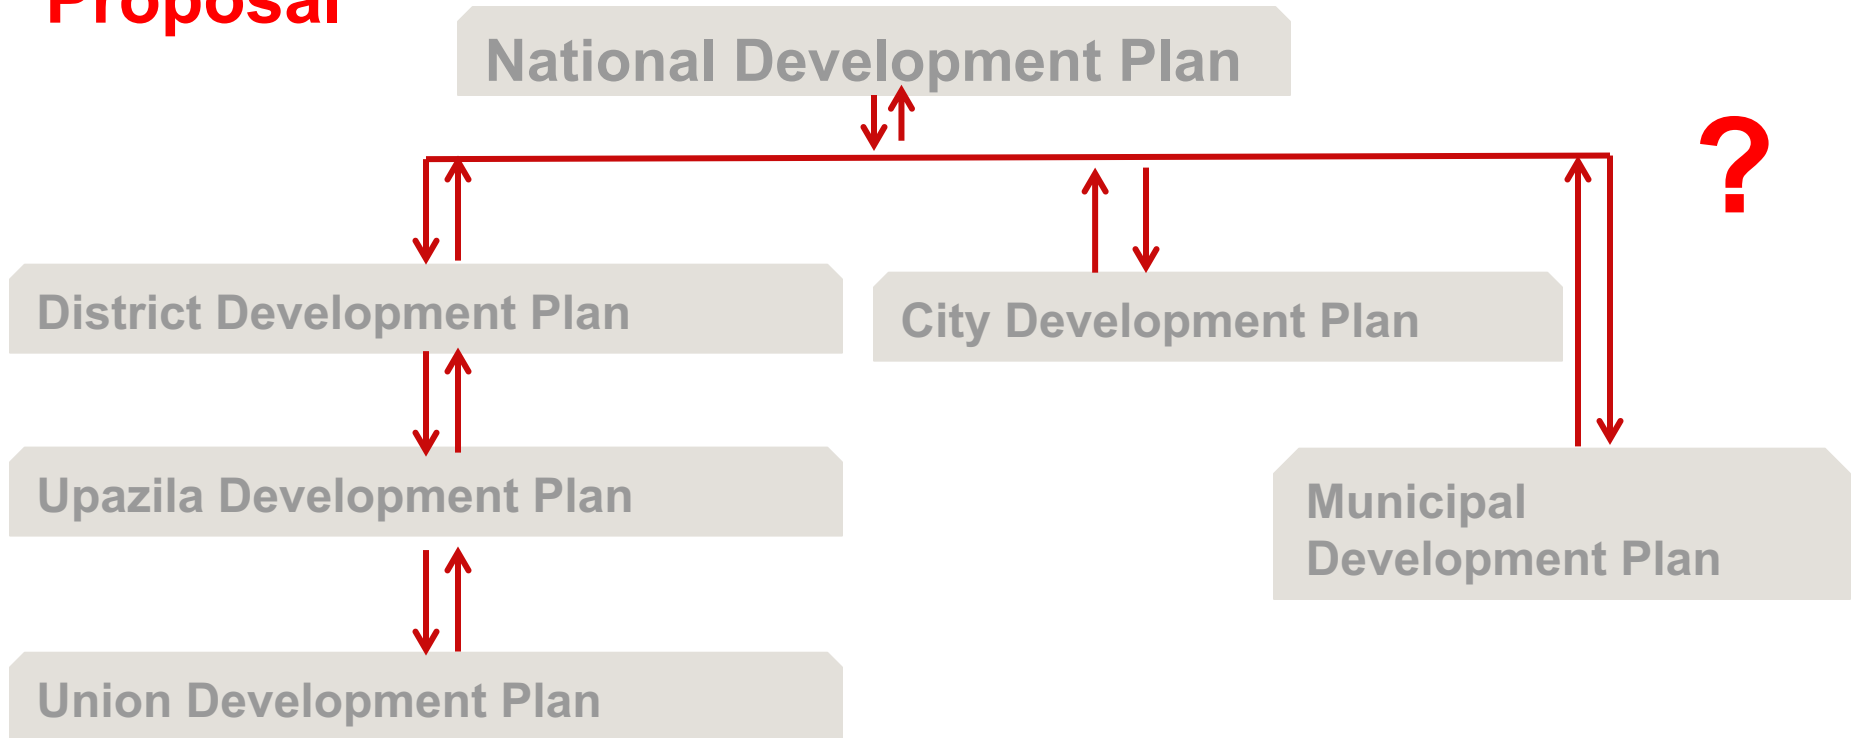 Proposal
National Development Plan
?
District Development Plan
City Development Plan
Upazila Development Plan
Municipal
Development Plan
Union Development Plan